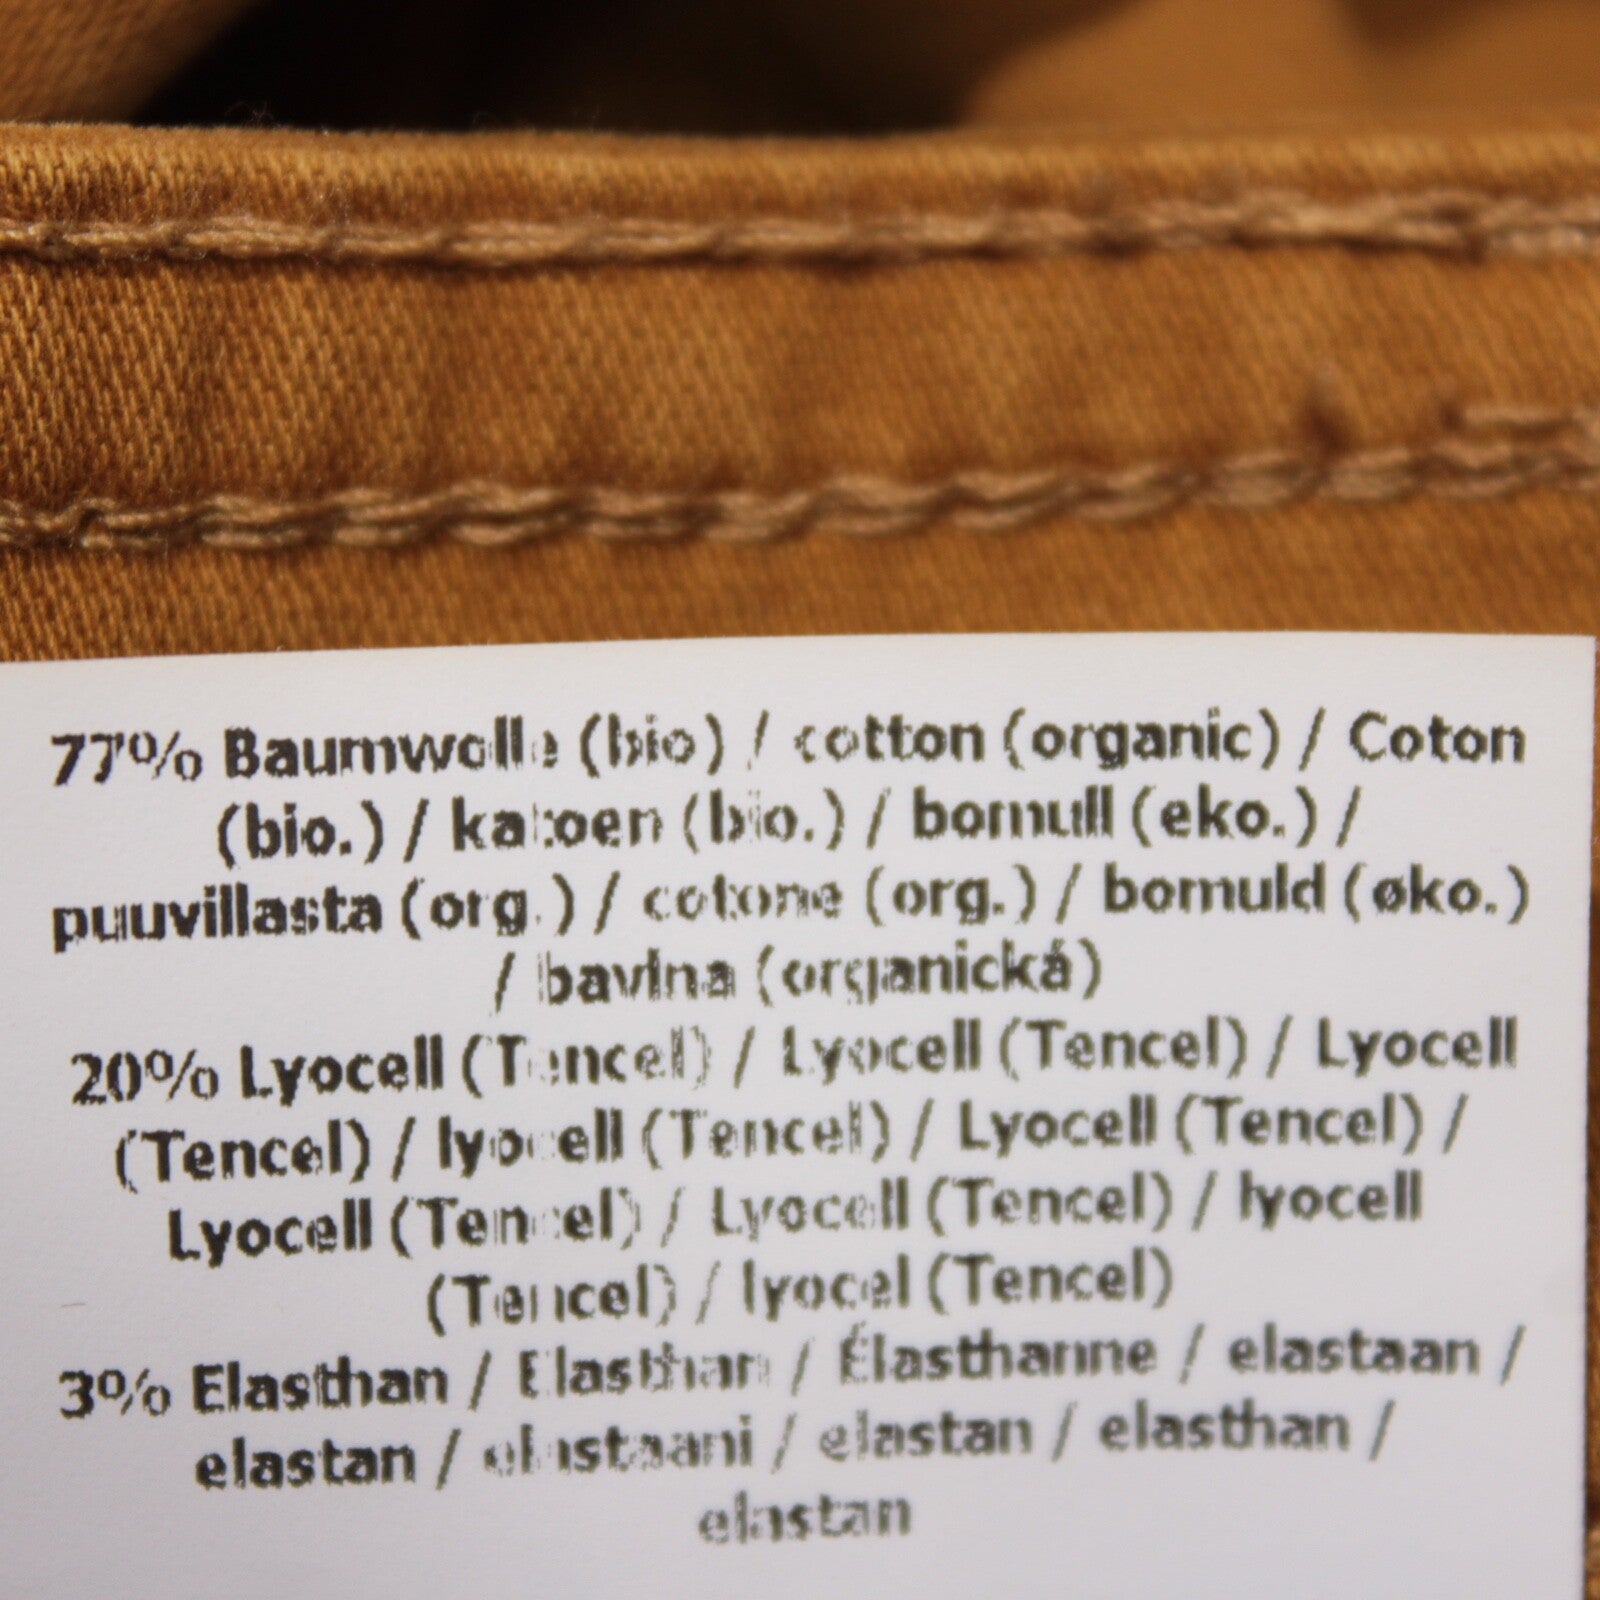 77% Baumwolle (bio) / cotton (organic) / Coton
(bio.) / katoen (bio.) / bomull (eko.) /
puuvillasta (org.) / cotone (org.) / bomuld (øko.)
/ bavlna (organická)
20% Lyocell (Tencel) / Lyocell (Tencel) / Lyocell
(Tencel) / lyocell (Tencel) / Lyocell (Tencel) /
Lyocell (Tencel) / Lyocell (Tencel) / lyocell
(Tencel) / lyocel (Tencel)
3% Elasthan / Elasthan / Élasthanne / elastaan /
elastan / elastaani / elastan / elasthan /
elastan